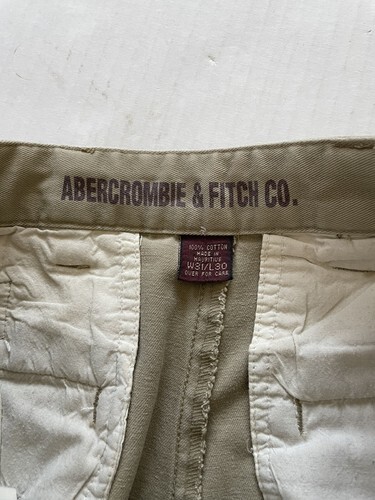 ABERCROMBIE & FITCH CO.
100% COTTON
MADE IN
MAURITIUS
W31/L30
OVER FOR CARE